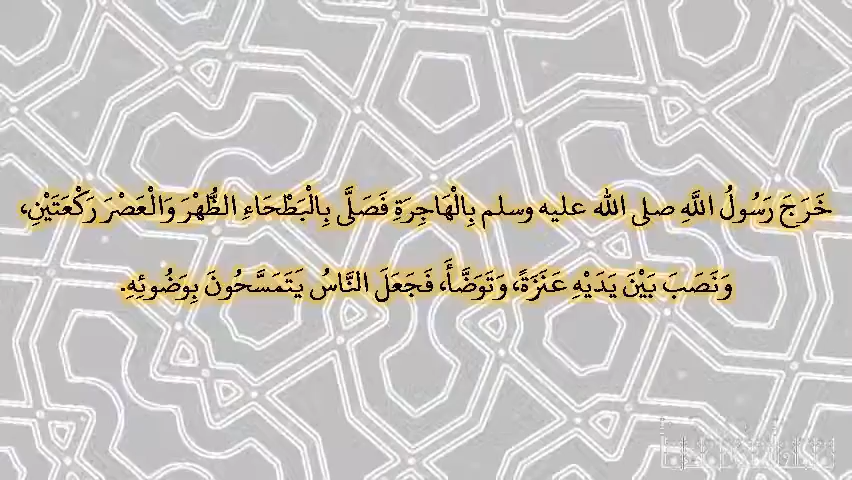 خَرَجَ رَسُولُ اللَّهِ صلى الله عليه وسلم بِالْهَاجِرَةِ فَصَلَّى بِالْبَطْحَاءِ الظُّهْرَ وَالْعَصْرَ رَكْعَتَيْنِ،
وَنَصَبَ بَيْنَ يَدَيْهِ عَنَزَةً، وَتَوَضَّأَ، فَجَعَلَ النَّاسُ يَتَمَسَّحُونَ بِوَضُوئِهِ.